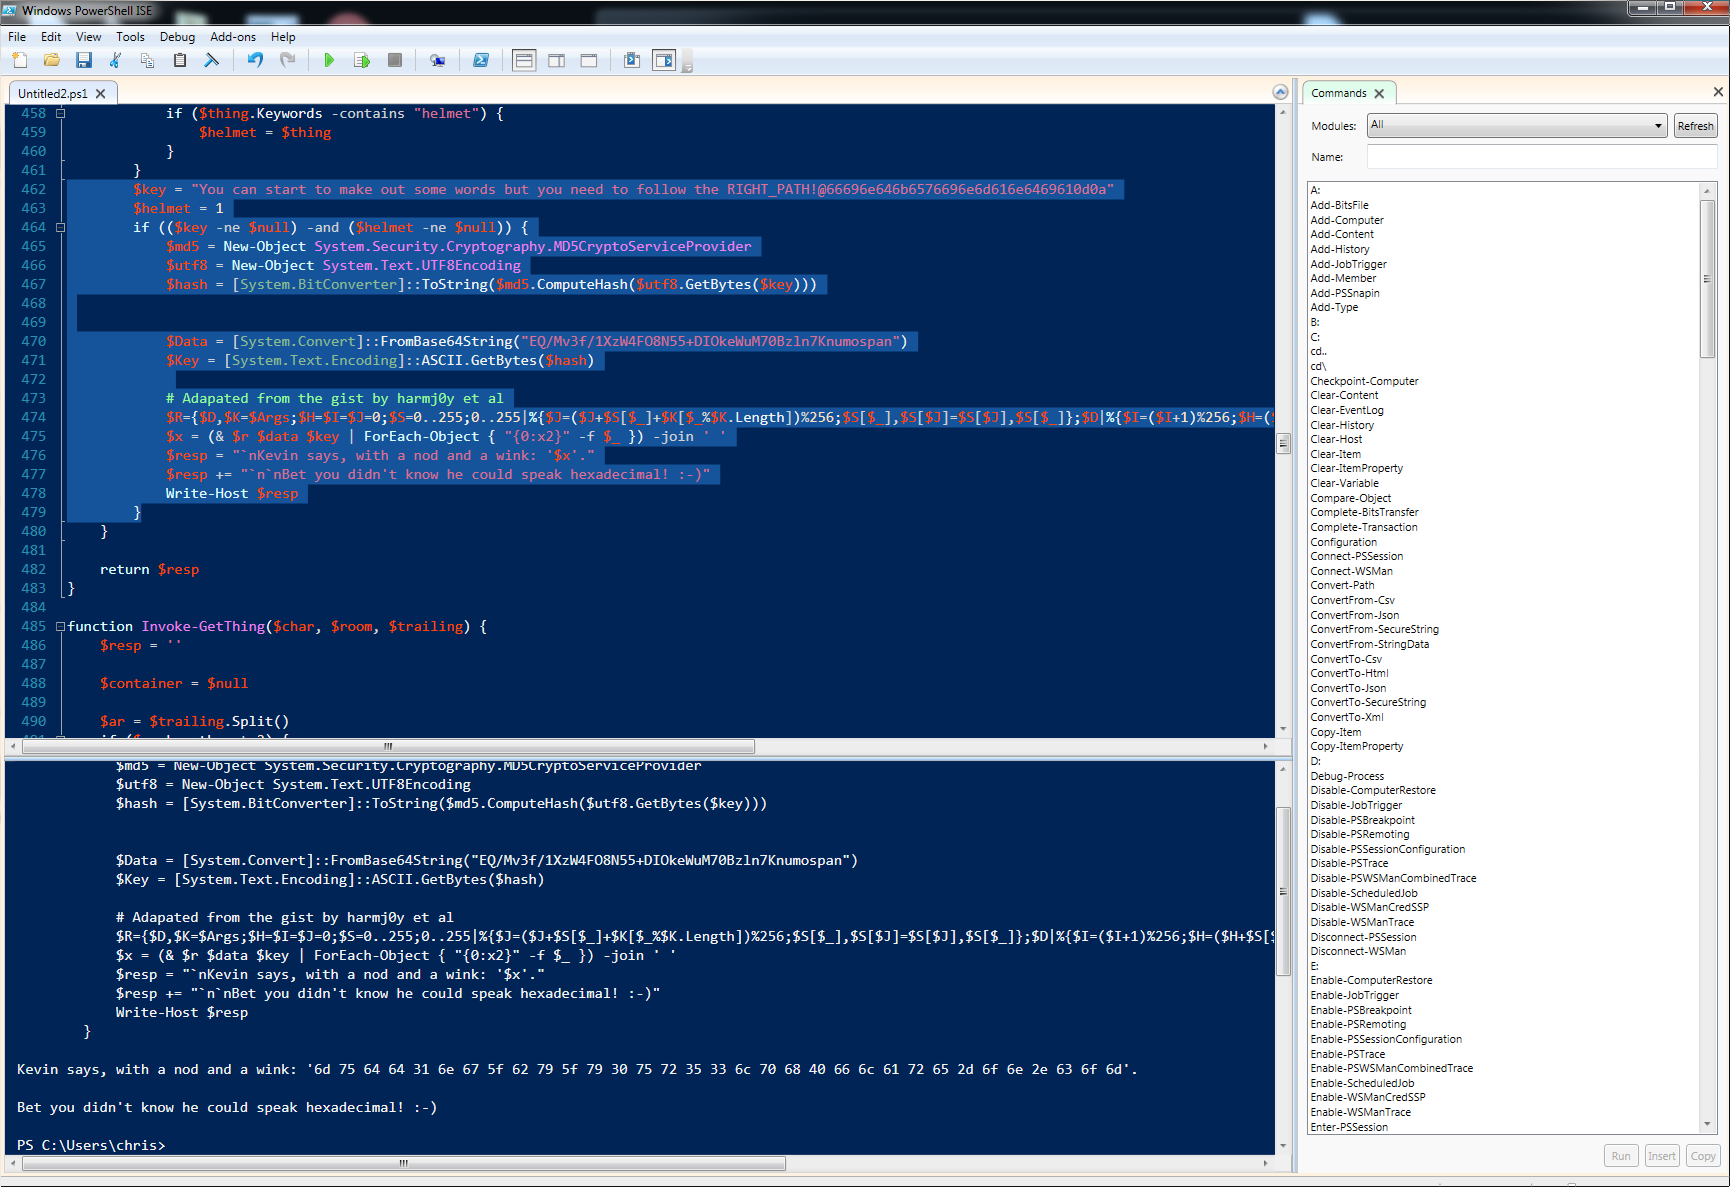 Windows PowerShell ISE
File Edit View Tools Debug Add-ons Help
Untitled2.ps1
458 if ($thing.Keywords -contains "helmet") {
459 $helmet = $thing
460 }
461 }
462 $key = "You can start to make out some words but you need to follow the RIGHT_PATH!@66696e646b6576696e6d616e6469610d0a"
463 $helmet = 1
464 if (($key -ne $null) -and ($helmet -ne $null)) {
465 $md5 = New-Object System.Security.Cryptography.MD5CryptoServiceProvider
466 $utf8 = New-Object System.Text.UTF8Encoding
467 $hash = [System.BitConverter]::ToString($md5.ComputeHash($utf8.GetBytes($key)))
468
469
470 $Data = [System.Convert]::FromBase64String("EQ/Mv3f/1XzW4FO8N55+DIOkeWuM70Bzln7Knumospan")
471 $Key = [System.Text.Encoding]::ASCII.GetBytes($hash)
472
473 # Adapated from the gist by harmj0y et al
474 $R={$D,$K=$Args;$H=$I=$J=0;$S=0..255;0..255|%{$J=($J+$S[$_]+$K[$_%$K.Length])%256;$S[$_],$S[$J]=$S[$J],$S[$_]};$D|%{$I=($I+1)%256;$H=($
475 $x = (& $r $data $key | ForEach-Object { "{0:x2}" -f $_ }) -join ' '
476 $resp = "`nKevin says, with a nod and a wink: '$x'."
477 $resp += "`n`nBet you didn't know he could speak hexadecimal! :-)"
478 Write-Host $resp
479 }
480 }
481
482 return $resp
483 }
484
485 function Invoke-GetThing($char, $room, $trailing) {
486 $resp = ''
487
488 $container = $null
489
490 $ar = $trailing.Split()
$md5 = New-Object System.Security.Cryptography.MD5CryptoServiceProvider
$utf8 = New-Object System.Text.UTF8Encoding
$hash = [System.BitConverter]::ToString($md5.ComputeHash($utf8.GetBytes($key)))
$Data = [System.Convert]::FromBase64String("EQ/Mv3f/1XzW4FO8N55+DIOkeWuM70Bzln7Knumospan")
$Key = [System.Text.Encoding]::ASCII.GetBytes($hash)
# Adapated from the gist by harmj0y et al
$R={$D,$K=$Args;$H=$I=$J=0;$S=0..255;0..255|%{$J=($J+$S[$_]+$K[$_%$K.Length])%256;$S[$_],$S[$J]=$S[$J],$S[$_]};$D|%{$I=($I+1)%256;$H=($H+$S[$
$x = (& $r $data $key | ForEach-Object { "{0:x2}" -f $_ }) -join ' '
$resp = "`nKevin says, with a nod and a wink: '$x'."
$resp += "`n`nBet you didn't know he could speak hexadecimal! :-)"
Write-Host $resp
}
Kevin says, with a nod and a wink: '6d 75 64 64 31 6e 67 5f 62 79 5f 79 30 75 72 35 33 6c 70 68 40 66 6c 61 72 65 2d 6f 6e 2e 63 6f 6d'.
Bet you didn't know he could speak hexadecimal! :-)
PS C:\Users\chris>
Commands
Modules: All Refresh
Name:
A:
Add-BitsFile
Add-Computer
Add-Content
Add-History
Add-JobTrigger
Add-Member
Add-PSSnapin
Add-Type
B:
C:
cd..
cd\
Checkpoint-Computer
Clear-Content
Clear-EventLog
Clear-History
Clear-Host
Clear-Item
Clear-ItemProperty
Clear-Variable
Compare-Object
Complete-BitsTransfer
Complete-Transaction
Configuration
Connect-PSSession
Connect-WSMan
Convert-Path
ConvertFrom-Csv
ConvertFrom-Json
ConvertFrom-SecureString
ConvertFrom-StringData
ConvertTo-Csv
ConvertTo-Html
ConvertTo-Json
ConvertTo-SecureString
ConvertTo-Xml
Copy-Item
Copy-ItemProperty
D:
Debug-Process
Disable-ComputerRestore
Disable-JobTrigger
Disable-PSBreakpoint
Disable-PSRemoting
Disable-PSSessionConfiguration
Disable-PSTrace
Disable-PSWSManCombinedTrace
Disable-ScheduledJob
Disable-WSManCredSSP
Disable-WSManTrace
Disconnect-PSSession
Disconnect-WSMan
E:
Enable-ComputerRestore
Enable-JobTrigger
Enable-PSBreakpoint
Enable-PSRemoting
Enable-PSSessionConfiguration
Enable-PSTrace
Enable-PSWSManCombinedTrace
Enable-ScheduledJob
Enable-WSManCredSSP
Enable-WSManTrace
Enter-PSSession
Run Insert Copy